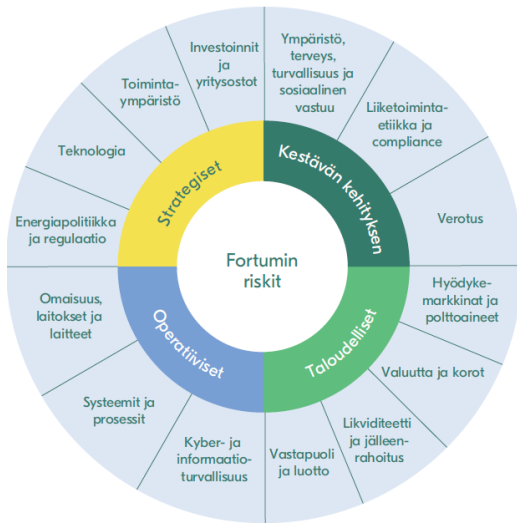 Fortumin
riskit
Strategiset
Kestävän kehityksen
Taloudelliset
Operatiiviset
Ympäristö,
terveys,
turvallisuus ja
sosiaalinen
vastuu
Liiketoiminta-
etiikka ja
compliance
Verotus
Hyödyke-
markkinat ja
polttoaineet
Valuutta ja korot
Likviditeetti
ja jälleen-
rahoitus
Vastapuoli
ja luotto
Kyber- ja
informaatio-
turvallisuus
Systeemit ja
prosessit
Omaisuus,
laitokset ja
laitteet
Energiapolitiikka
ja regulaatio
Teknologia
Toiminta-
ympäristö
Investoinnit
ja
yritysostot